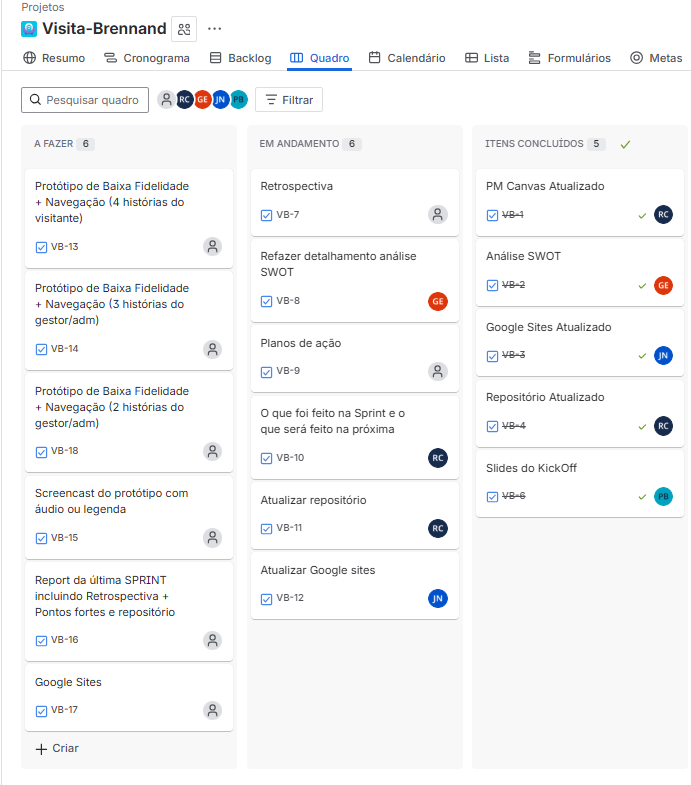 Projetos
Visita-Brennand
Resumo Cronograma Backlog Quadro Calendário Lista Formulários Metas
Pesquisar quadro RC GE JN PB Filtrar
A FAZER 6
Protótipo de Baixa Fidelidade
+ Navegação (4 histórias do
visitante)
VB-13
Protótipo de Baixa Fidelidade
+ Navegação (3 histórias do
gestor/adm)
VB-14
Protótipo de Baixa Fidelidade
+ Navegação (2 histórias do
gestor/adm)
VB-18
Screencast do protótipo com
áudio ou legenda
VB-15
Report da última SPRINT
incluindo Retrospectiva +
Pontos fortes e repositório
VB-16
Google Sites
VB-17
Criar
EM ANDAMENTO 6
Retrospectiva
VB-7
Refazer detalhamento análise
SWOT
VB-8 GE
Planos de ação
VB-9
O que foi feito na Sprint e o
que será feito na próxima
VB-10 RC
Atualizar repositório
VB-11 RC
Atualizar Google sites
VB-12 JN
ITENS CONCLUÍDOS 5
PM Canvas Atualizado
VB-1 RC
Análise SWOT
VB-2 GE
Google Sites Atualizado
VB-3 JN
Repositório Atualizado
VB-4 RC
Slides do KickOff
VB-6 PB